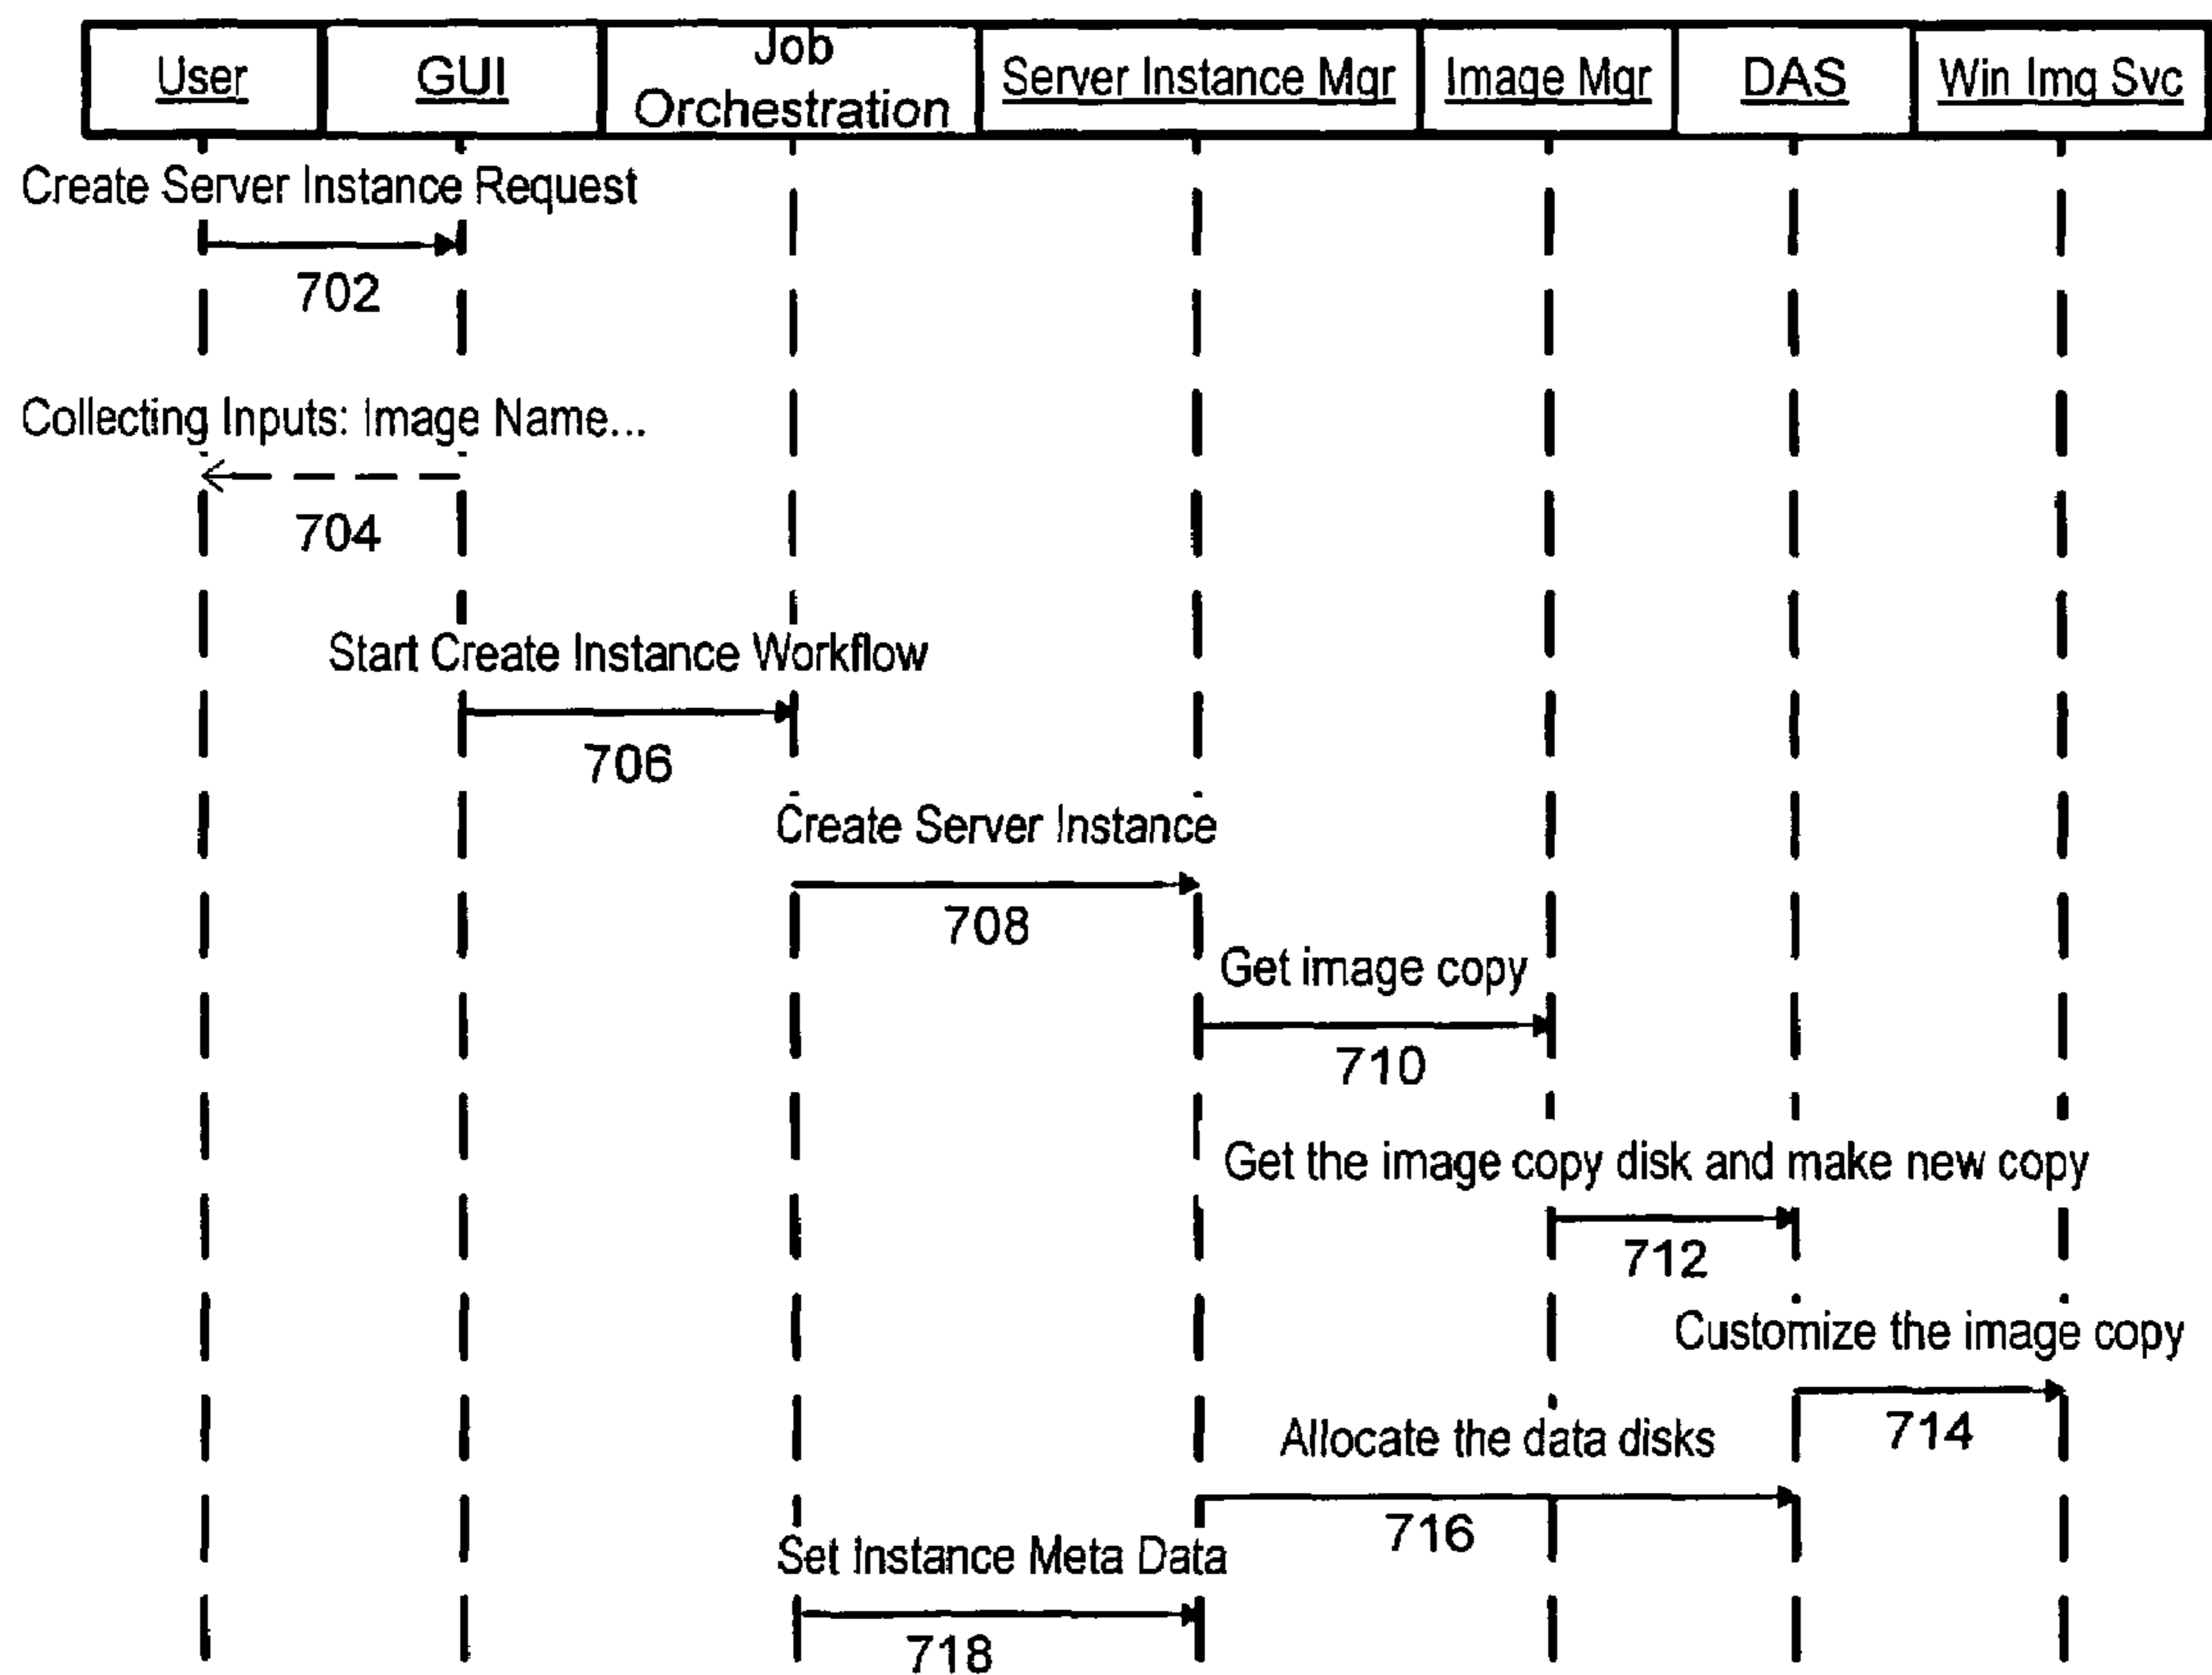 User
GUI
Job
Orchestration
Server Instance Mgr
Image Mgr
DAS
Win Img Svc
Create Server Instance Request
702
Collecting Inputs: Image Name...
704
Start Create Instance Workflow
706
Create Server Instance
708
Get image copy
710
Get the image copy disk and make new copy
712
Customize the image copy
714
Allocate the data disks
716
Set Instance Meta Data
718